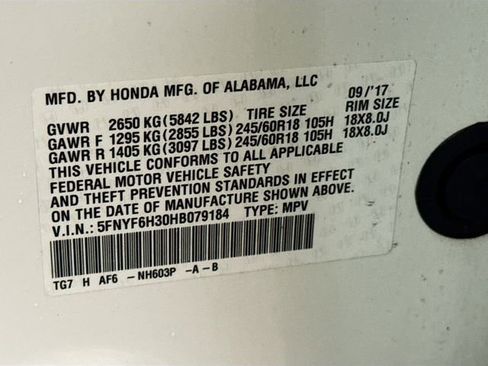 MFD. BY HONDA MFG. OF ALABAMA, LLC 09/'17
GVWR 2650 KG (5842 LBS) TIRE SIZE RIM SIZE
GAWR F 1295 KG (2855 LBS) 245/60R18 105H 18X8.0J
GAWR R 1405 KG (3097 LBS) 245/60R18 105H 18X8.0J
THIS VEHICLE CONFORMS TO ALL APPLICABLE
FEDERAL MOTOR VEHICLE SAFETY
AND THEFT PREVENTION STANDARDS IN EFFECT
ON THE DATE OF MANUFACTURE SHOWN ABOVE.
V.I.N.: 5FNYF6H30HB079184 TYPE: MPV
TG7 H AF6 - NH603P -A-B